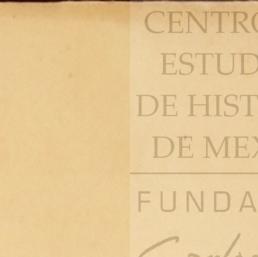 CENTRO
ESTUD
DE HIST
DE MEX
FUNDA